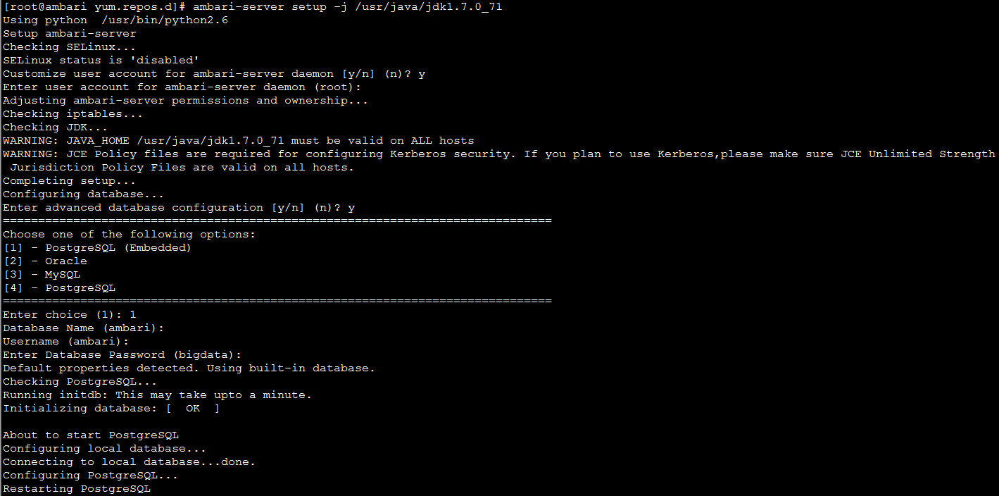 [root@ambari yum.repos.d]# ambari-server setup -j /usr/java/jdk1.7.0_71
Using python  /usr/bin/python2.6
Setup ambari-server
Checking SELinux...
SELinux status is 'disabled'
Customize user account for ambari-server daemon [y/n] (n)? y
Enter user account for ambari-server daemon (root):
Adjusting ambari-server permissions and ownership...
Checking iptables...
Checking JDK...
WARNING: JAVA_HOME /usr/java/jdk1.7.0_71 must be valid on ALL hosts
WARNING: JCE Policy files are required for configuring Kerberos security. If you plan to use Kerberos,please make sure JCE Unlimited Strength
 Jurisdiction Policy Files are valid on all hosts.
Completing setup...
Configuring database...
Enter advanced database configuration [y/n] (n)? y
==============================================================================
Choose one of the following options:
[1] - PostgreSQL (Embedded)
[2] - Oracle
[3] - MySQL
[4] - PostgreSQL
==============================================================================
Enter choice (1): 1
Database Name (ambari):
Username (ambari):
Enter Database Password (bigdata):
Default properties detected. Using built-in database.
Checking PostgreSQL...
Running initdb: This may take upto a minute.
Initializing database: [  OK  ]
About to start PostgreSQL
Configuring local database...
Connecting to local database...done.
Configuring PostgreSQL...
Restarting PostgreSQL